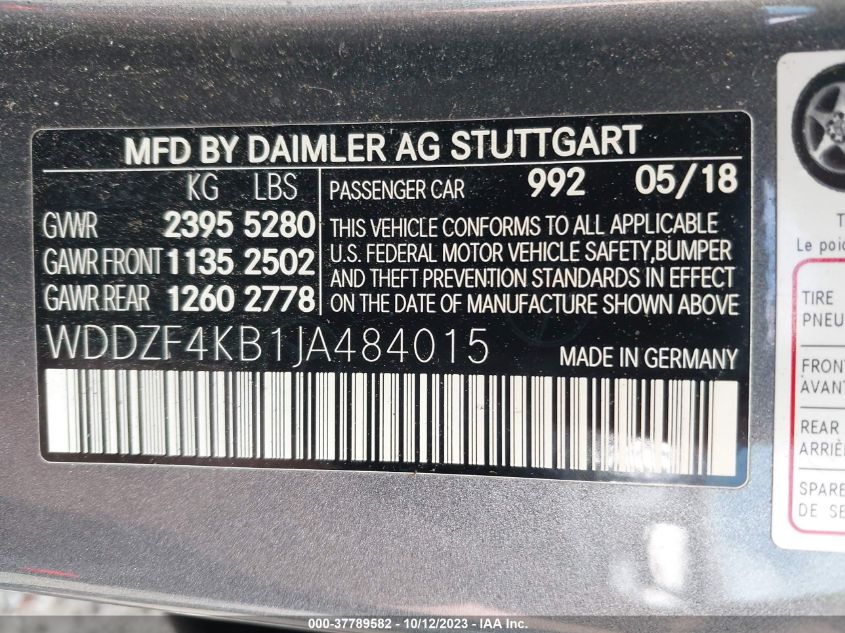 MFD BY DAIMLER AG STUTTGART
KG LBS PASSENGER CAR 992 05/18
GVWR 2395 5280
GAWR FRONT 1135 2502
GAWR REAR 1260 2778
THIS VEHICLE CONFORMS TO ALL APPLICABLE
U.S. FEDERAL MOTOR VEHICLE SAFETY,BUMPER
AND THEFT PREVENTION STANDARDS IN EFFECT
ON THE DATE OF MANUFACTURE SHOWN ABOVE
WDDZF4KB1JA484015 MADE IN GERMANY
T
Le poi
TIRE
PNEU
FRONT
AVANT
REAR
ARRIÈR
SPARE
DE SE
000-37789582 - 10/12/2023 - IAAI Inc.